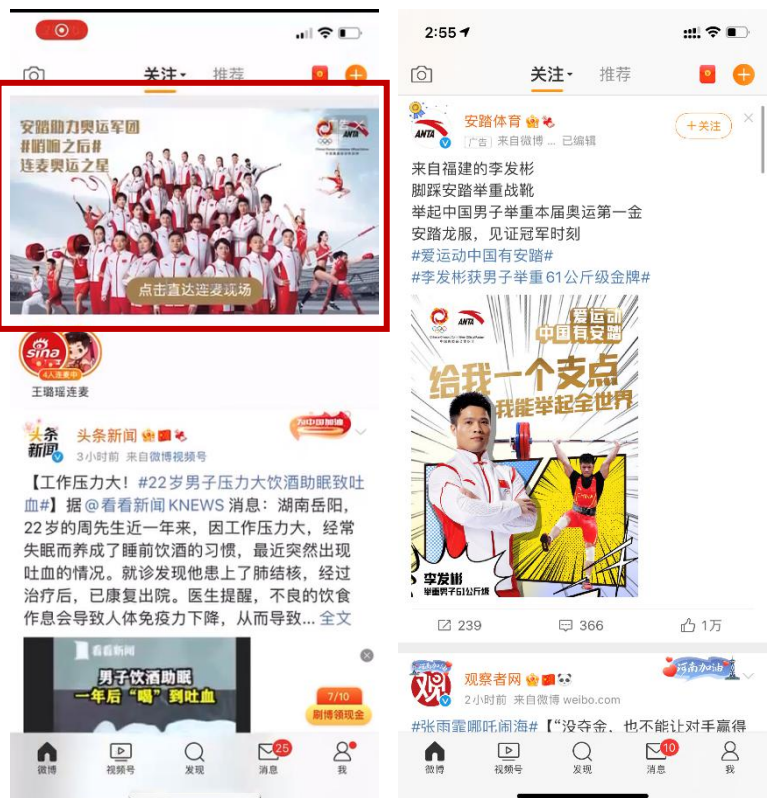 关注
推荐
安踏助力奥运军团
#哨响之后#
连麦奥运之星
ANTA
点击直达连麦现场
sina
4人连麦中
王璐瑶连麦
头条
新闻
头条新闻
为中国加油
3小时前 来自微博视频号
【工作压力大！#22岁男子压力大饮酒助眠致吐
血#】据 @看看新闻KNEWS 消息：湖南岳阳，
22岁的周先生近一年来，因工作压力大，经常
失眠而养成了睡前饮酒的习惯，最近突然出现
吐血的情况。就诊发现他患上了肺结核，经过
治疗后，已康复出院。医生提醒，不良的饮食
作息会导致人体免疫力下降，从而导致... 全文
看看新闻
男子饮酒助眠
一年后“喝”到吐血
7/10
刷博领现金
25
微博
视频号
发现
消息
我
2:55
关注
推荐
ANTA
安踏体育
+关注
广告 来自微博 ... 已编辑
来自福建的李发彬
脚踩安踏举重战靴
举起中国男子举重本届奥运第一金
安踏龙服，见证冠军时刻
#爱运动中国有安踏#
#李发彬获男子举重61公斤级金牌#
ANTA
爱运动
中国有安踏
给我一个支点
我能举起全世界
李发彬
举重男子61公斤级
239
366
1万
观
观察者网
河南加油
2小时前 来自微博 weibo.com
#张雨霏哪吒闹海#【“没夺金，也不能让对手赢得
10
微博
视频号
发现
消息
我